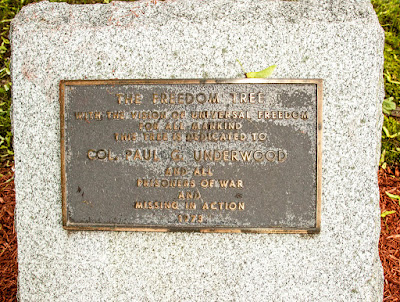 THE FREEDOM TREE
WITH THE VISION OF UNIVERSAL FREEDOM
FOR ALL MANKIND
THIS TREE IS DEDICATED TO
COL. PAUL G. UNDERWOOD
AND ALL
PRISONERS OF WAR
AND
MISSING IN ACTION
1973